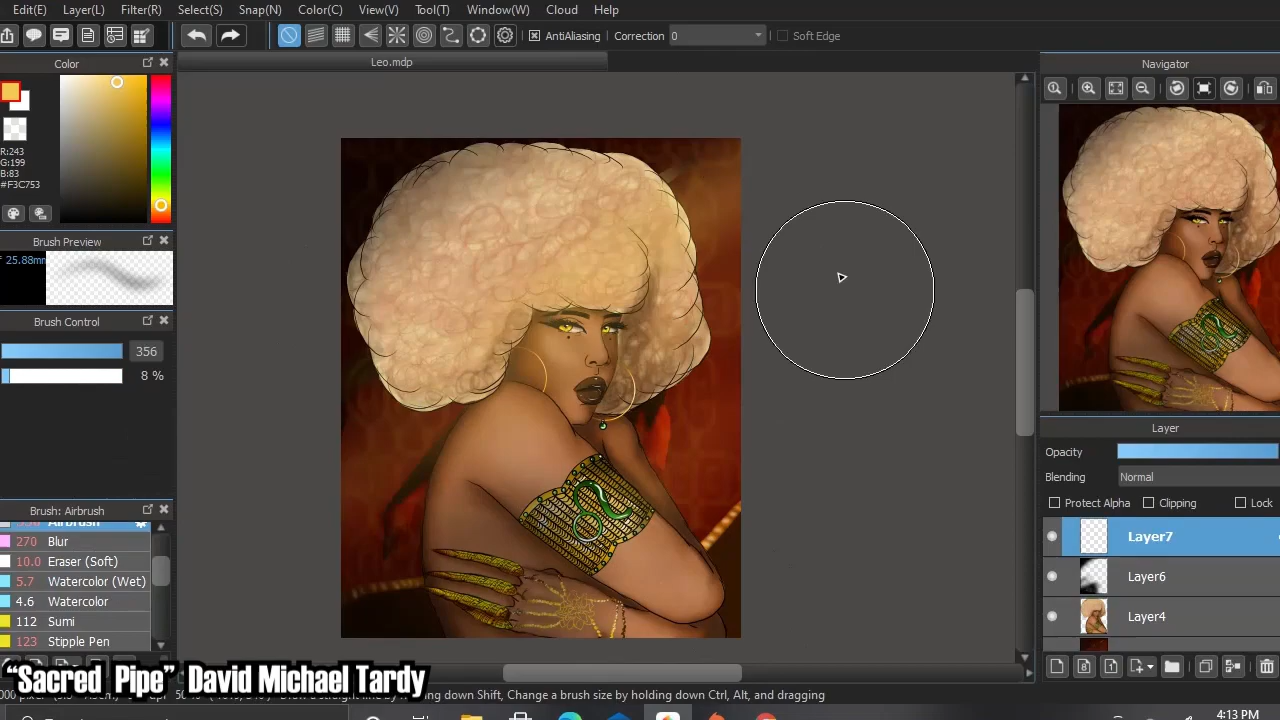 Edit(E) Layer(L) Filter(R) Select(S) Snap(N) Color(C) View(V) Tool(T) Window(W) Cloud Help
AntiAliasing Correction 0 Soft Edge
Color
Leo.mdp
Navigator
R:243
G:199
B:83
#F3C753
Brush Preview
25.88mm
Brush Control
356
8 %
Brush: Airbrush
Airbrush
270 Blur
10.0 Eraser (Soft)
5.7 Watercolor (Wet)
4.6 Watercolor
112 Sumi
123 Stipple Pen
Layer
Opacity
Blending Normal
Protect Alpha Clipping Lock
Layer7
Layer6
Layer4
"Sacred Pipe" David Michael Tardy
down Shift, Change a brush size by holding down Ctrl, Alt, and dragging
4:13 PM